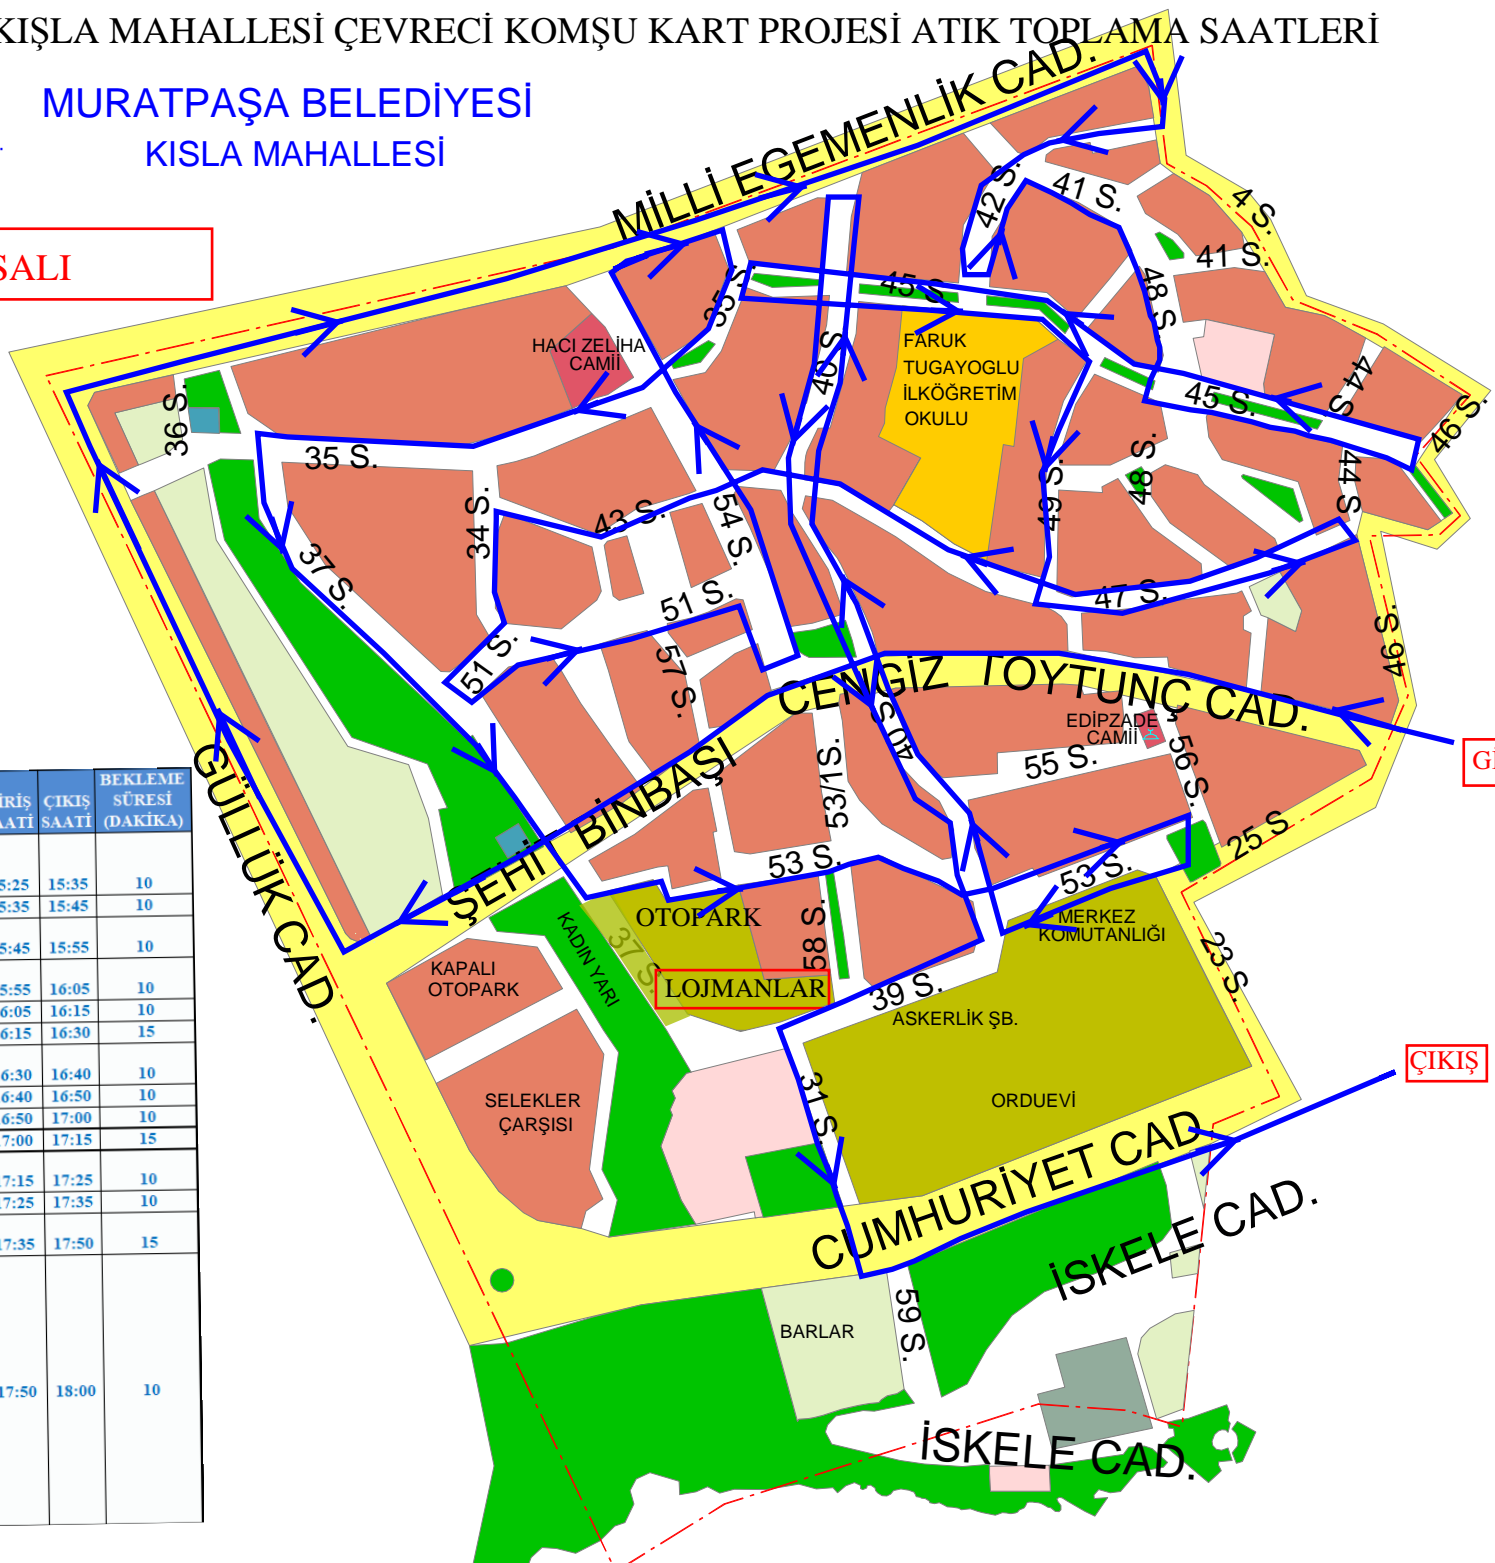 KIŞLA MAHALLESİ ÇEVRECİ KOMŞU KART PROJESİ ATIK TOPLAMA SAATLERİ
MURATPAŞA BELEDİYESİ
KISLA MAHALLESİ
SALI
MİLLİ EGEMENLİK CAD.
42 S.
41 S.
4 S.
41 S.
35 S.
45 S.
48 S.
HACI ZELİHA
CAMİİ
40 S
FARUK
TUGAYOGLU
İLKÖĞRETİM
OKULU
44 S
45 S.
46 S.
36 S.
35 S.
34 S.
43 S.
54 S.
49 S.
48 S.
44 S
37 S.
51 S.
47 S.
46 S.
51 S.
57 S.
CENGİZ TOYTUNÇ CAD.
40 S
EDİPZADE
CAMİİ
55 S.
56 S.
53/1S.
25 S
GÜLLÜK CAD.
ŞEHİT BİNBAŞI
53 S.
53 S.
OTOPARK
KADIN YARI
37 S.
58 S.
MERKEZ
KOMUTANLIĞI
23 S.
KAPALI
OTOPARK
LOJMANLAR
39 S.
ASKERLİK ŞB.
ÇIKIŞ
SELEKLER
ÇARŞISI
31 S.
ORDUEVİ
CUMHURİYET CAD.
İSKELE CAD.
59 S.
BARLAR
İSKELE CAD.
ÇIKIŞ SAATİ BEKLEME SÜRESİ (DAKİKA)
15:35 10
15:45 10
15:55 10
16:05 10
16:15 10
16:30 15
16:40 10
16:50 10
17:00 10
17:15 15
17:25 10
17:35 10
17:50 15
17:50 18:00 10